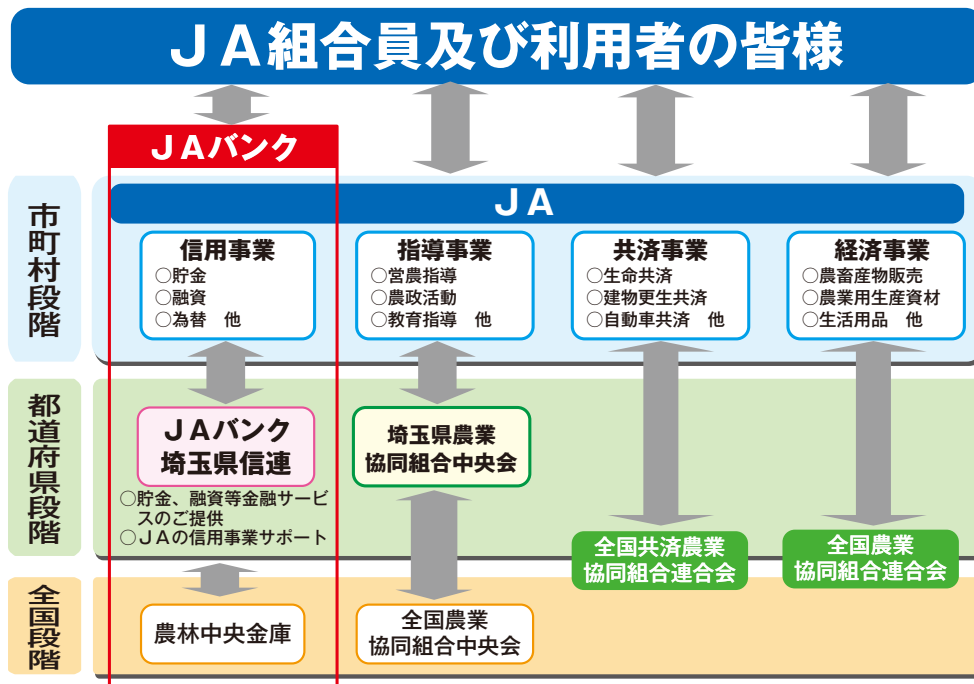 ＪＡ組合員及び利用者の皆様
ＪＡバンク
市町村段階
ＪＡ
信用事業
○貯金
○融資
○為替　他
指導事業
○営農指導
○農政活動
○教育指導　他
共済事業
○生命共済
○建物更生共済
○自動車共済　他
経済事業
○農畜産物販売
○農業用生産資材
○生活用品　他
都道府県段階
ＪＡバンク
埼玉県信連
○貯金、融資等金融サービ
スのご提供
○ＪＡの信用事業サポート
埼玉県農業
協同組合中央会
全国共済農業
協同組合連合会
全国農業
協同組合連合会
全国段階
農林中央金庫
全国農業
協同組合中央会